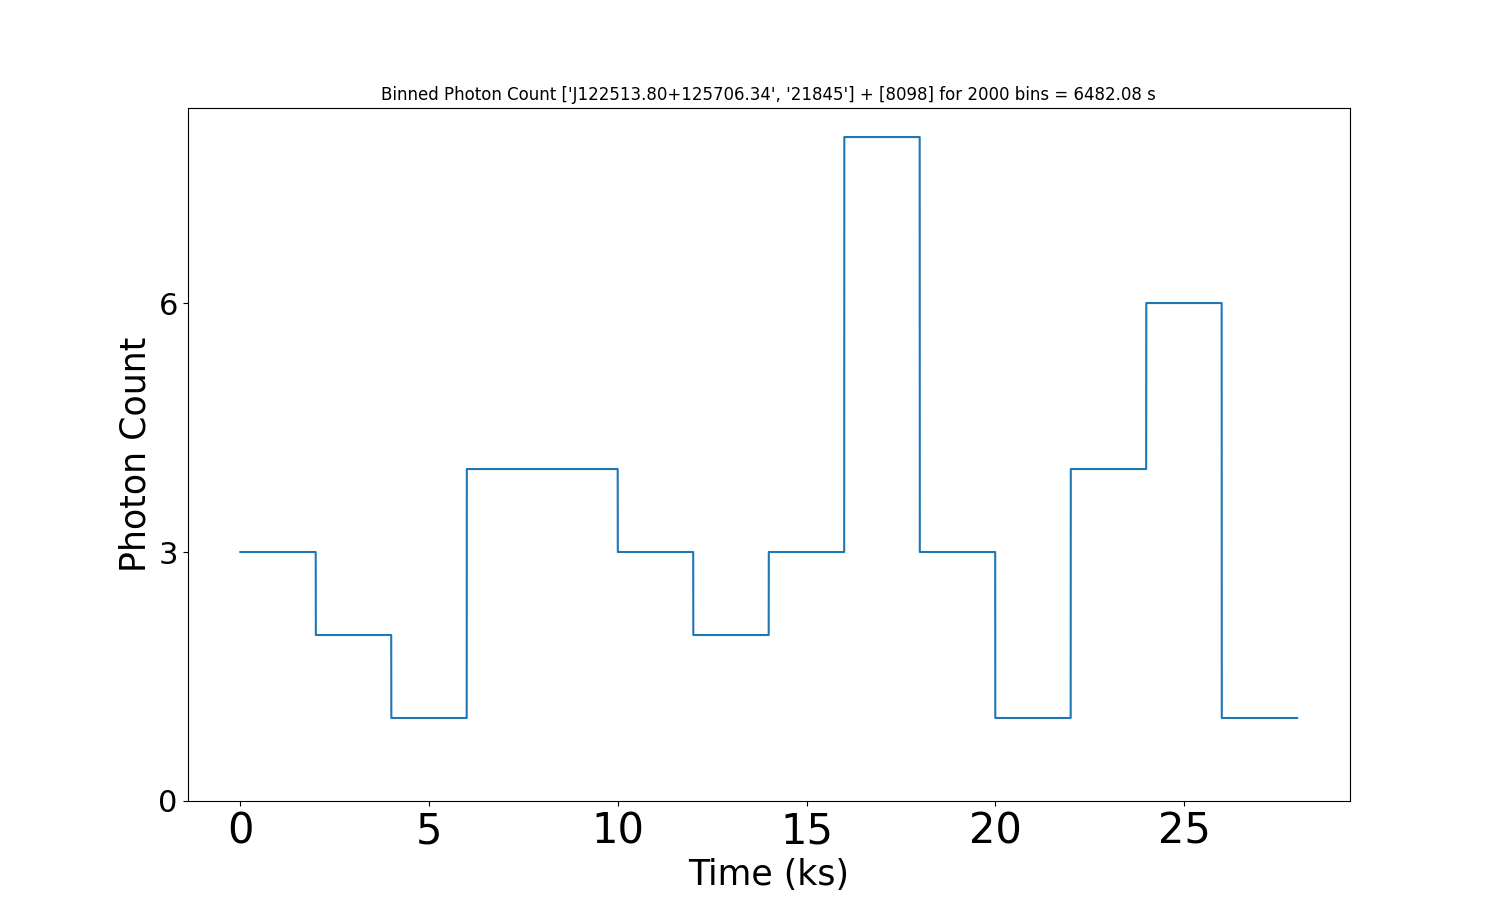 Binned Photon Count ['J122513.80+125706.34', '21845'] + [8098] for 2000 bins = 6482.08 s
6
3
0
Photon Count
0 5 10 15 20 25
Time (ks)